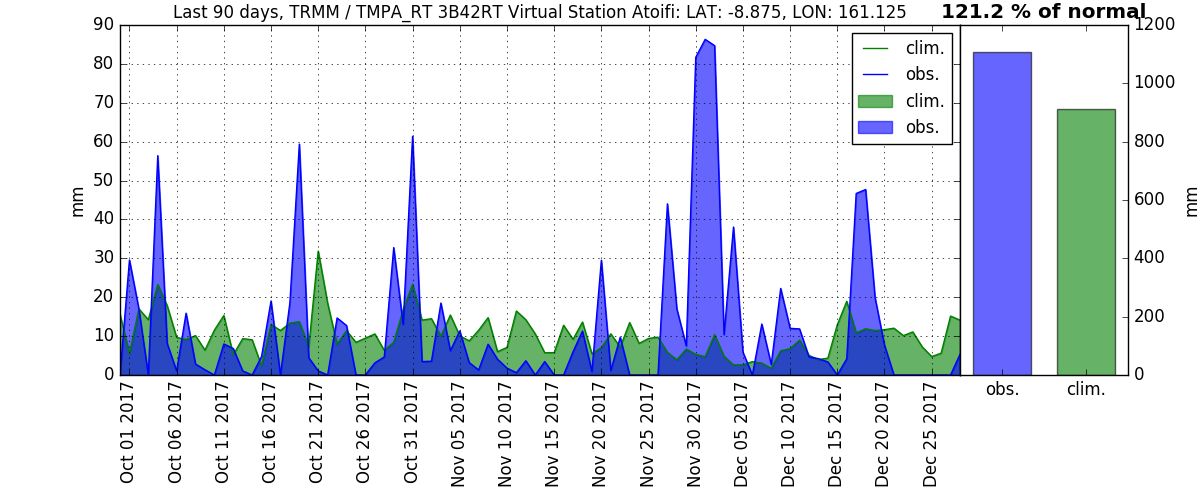 Last 90 days, TRMM / TMPA_RT 3B42RT Virtual Station Atoifi: LAT: -8.875, LON: 161.125
121.2 % of normal
90
80
70
60
50
40
30
20
10
0
mm
clim.
obs.
clim.
obs.
1200
1000
800
600
400
200
0
mm
Oct 01 2017
Oct 06 2017
Oct 11 2017
Oct 16 2017
Oct 21 2017
Oct 26 2017
Oct 31 2017
Nov 05 2017
Nov 10 2017
Nov 15 2017
Nov 20 2017
Nov 25 2017
Nov 30 2017
Dec 05 2017
Dec 10 2017
Dec 15 2017
Dec 20 2017
Dec 25 2017
obs.
clim.